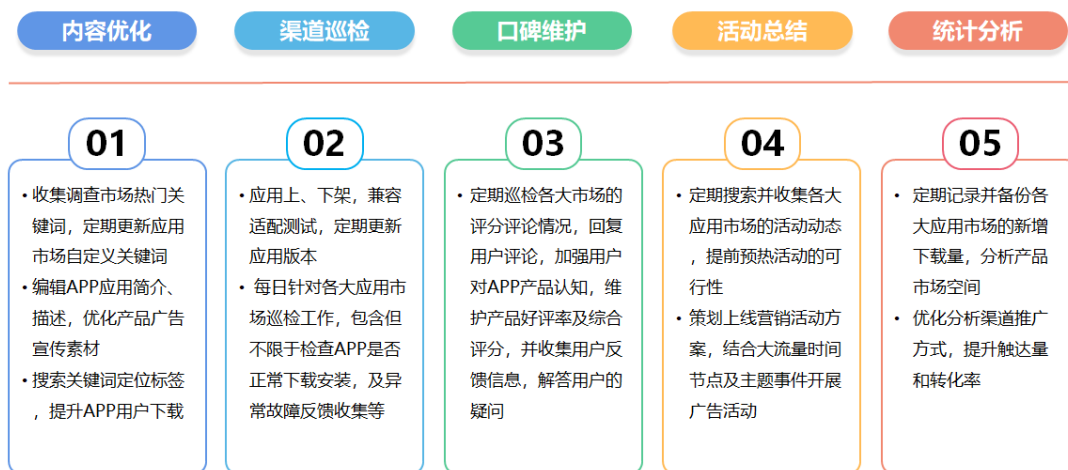 内容优化
渠道巡检
口碑维护
活动总结
统计分析
01
•收集调查市场热门关
键词，定期更新应用
市场自定义关键词
•编辑APP应用简介、
描述，优化产品广告
宣传素材
•搜索关键词定位标签
，提升APP用户下载
02
•应用上、下架，兼容
适配测试，定期更新
应用版本
• 每日针对各大应用市
场巡检工作，包含但
不限于检查APP是否
正常下载安装，及异
常故障反馈收集等
03
• 定期巡检各大市场的
评分评论情况，回复
用户评论，加强用户
对APP产品认知，维
护产品好评率及综合
评分，并收集用户反
馈信息，解答用户的
疑问
04
• 定期搜索并收集各大
应用市场的活动动态
，提前预热活动的可
行性
• 策划上线营销活动方
案，结合大流量时间
节点及主题事件开展
广告活动
05
• 定期记录并备份各
大应用市场的新增
下载量，分析产品
市场空间
• 优化分析渠道推广
方式，提升触达量
和转化率